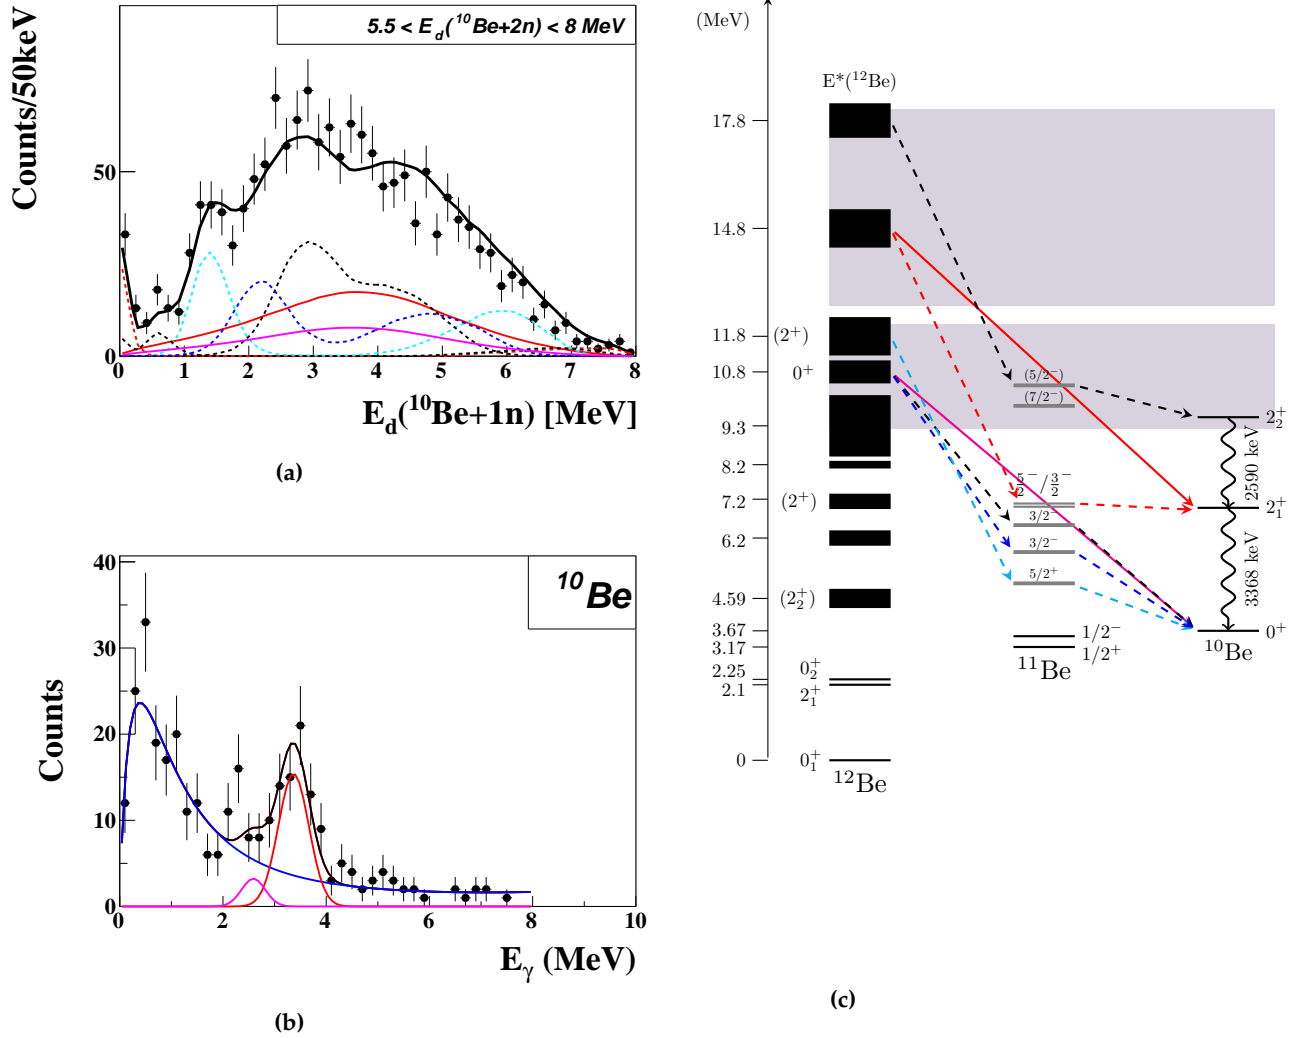 5.5 < E_d(^10Be+2n) < 8 MeV
Counts/50keV
50
0
0 1 2 3 4 5 6 7 8
E_d(^10Be+1n) [MeV]
(a)
^10Be
Counts
40
30
20
10
0
0 2 4 6 8 10
E_γ (MeV)
(b)
(MeV)
E*(^12Be)
17.8
14.8
11.8 (2^+)
10.8 0^+
9.3
8.2
7.2 (2^+)
6.2
4.59 (2_2^+)
3.67
3.17
2.25 0_2^+
2.1 2_1^+
0 0_1^+
^12Be
(5/2^-)
(7/2^-)
5/2^-/3/2^-
3/2^-
3/2^-
5/2^+
1/2^-
1/2^+
^11Be
2_2^+
2590 keV
2_1^+
3368 keV
0^+
^10Be
(c)